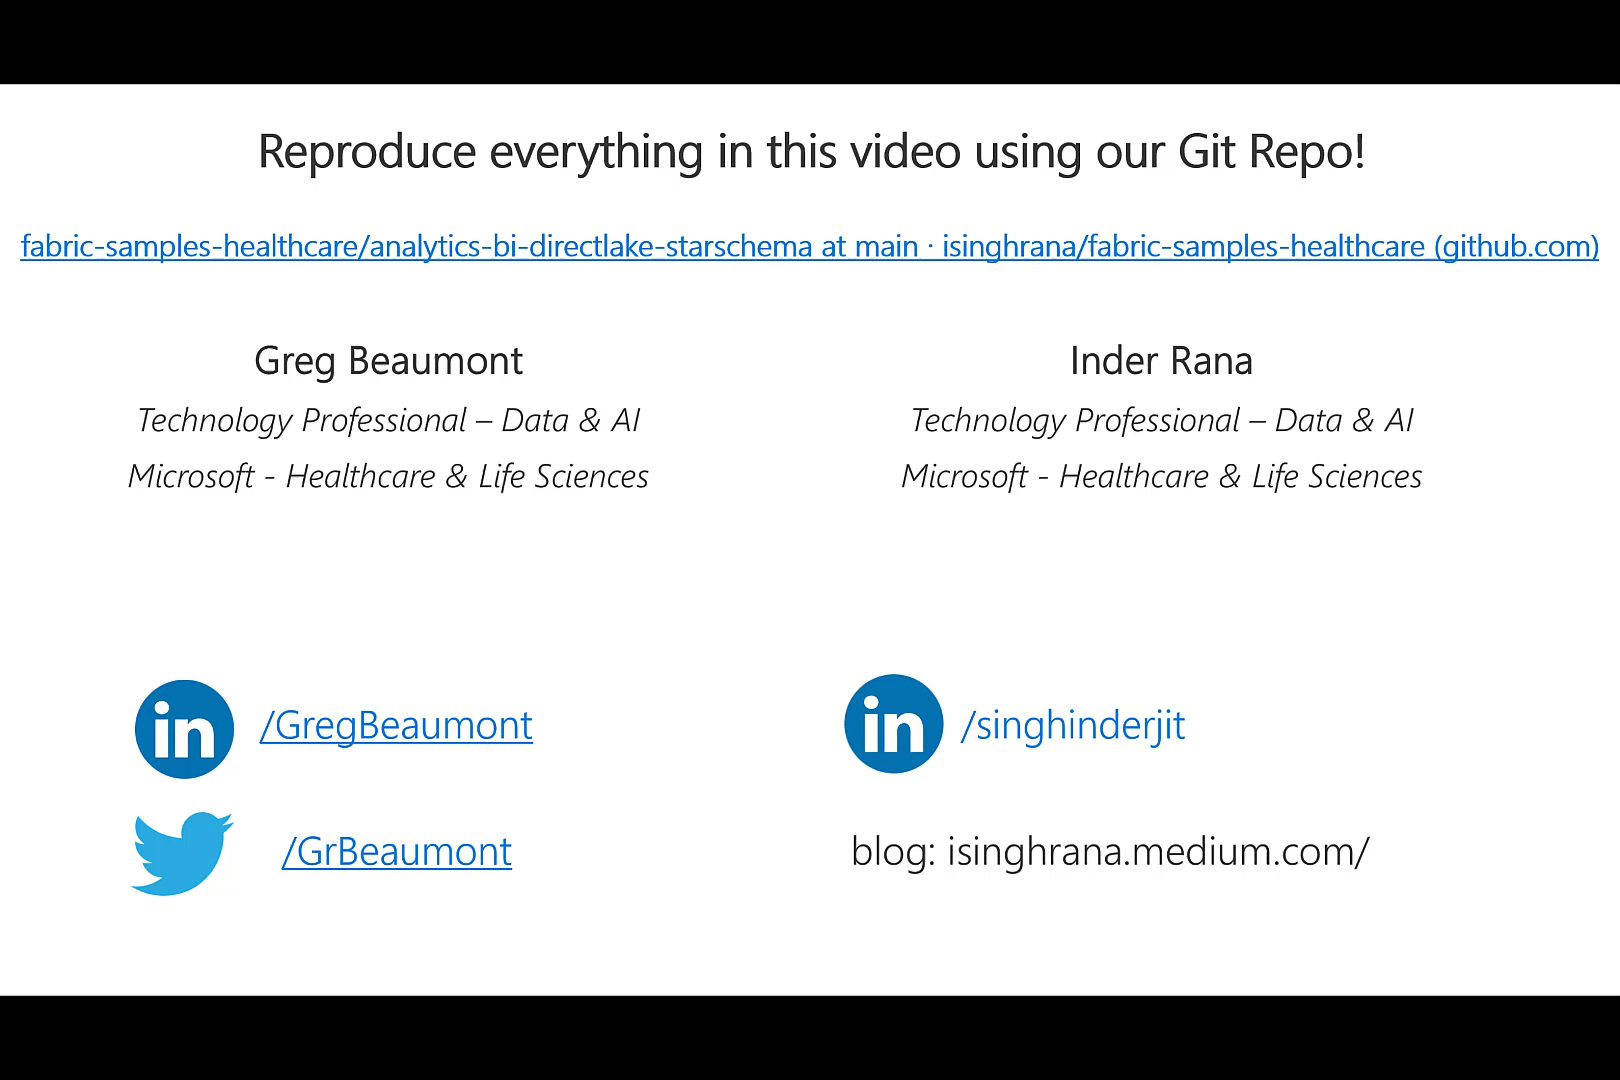 Reproduce everything in this video using our Git Repo!
fabric-samples-healthcare/analytics-bi-directlake-starschema at main · isinghrana/fabric-samples-healthcare (github.com)
Greg Beaumont
Technology Professional – Data & AI
Microsoft - Healthcare & Life Sciences
Inder Rana
Technology Professional – Data & AI
Microsoft - Healthcare & Life Sciences
in /GregBeaumont
/GrBeaumont
in /singhinderjit
blog: isinghrana.medium.com/